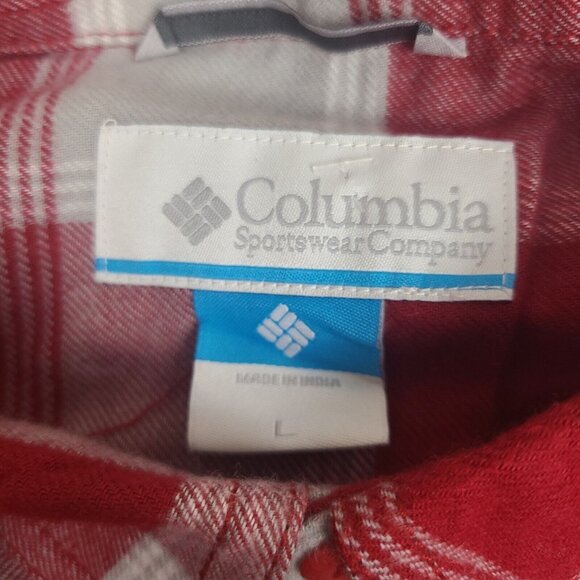 Columbia
Sportswear Company
MADE IN INDIA
L